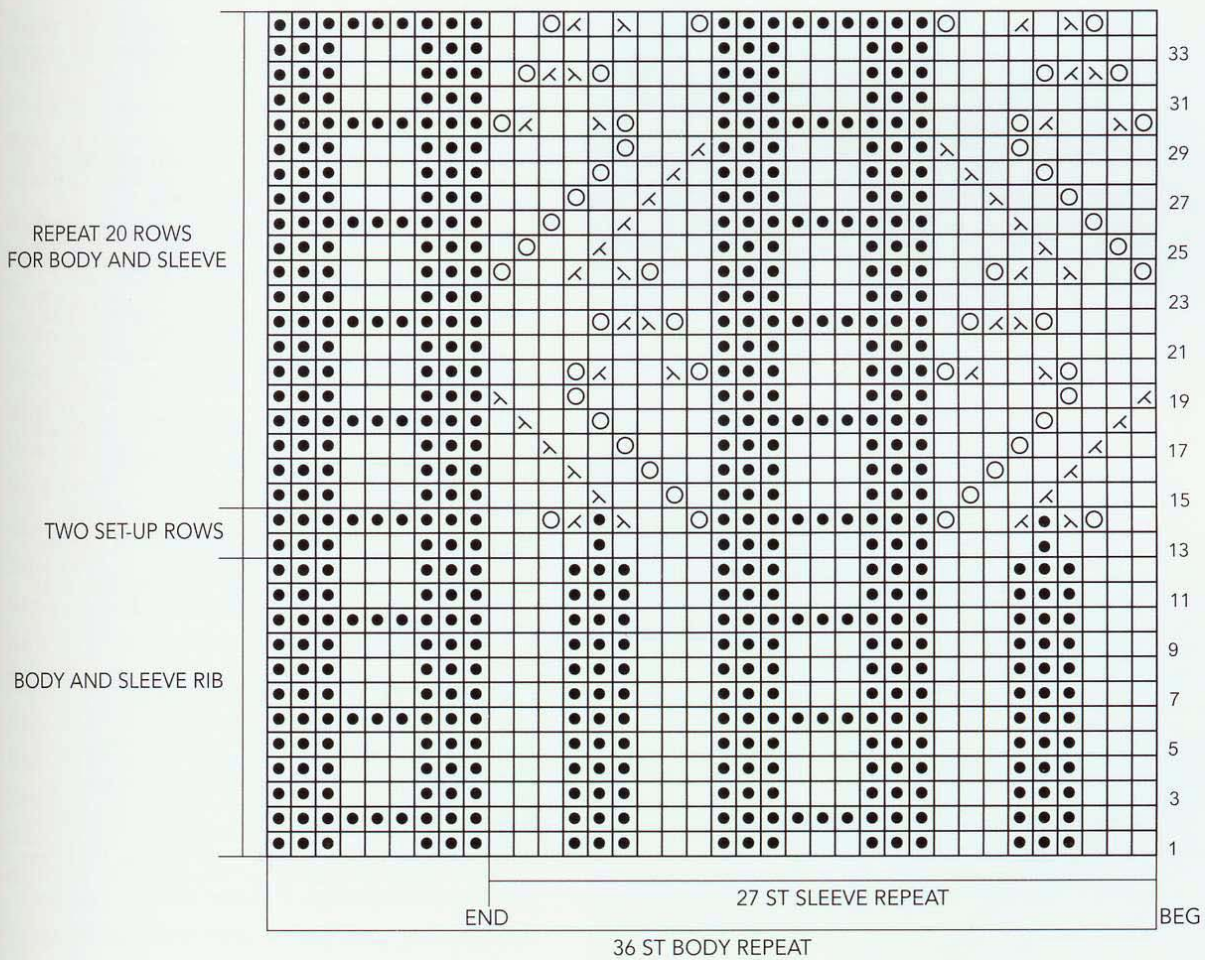 33
31
29
27
REPEAT 20 ROWS
FOR BODY AND SLEEVE
25
23
21
19
17
15
TWO SET-UP ROWS
13
11
9
BODY AND SLEEVE RIB
7
5
3
1
27 ST SLEEVE REPEAT
END
BEG
36 ST BODY REPEAT